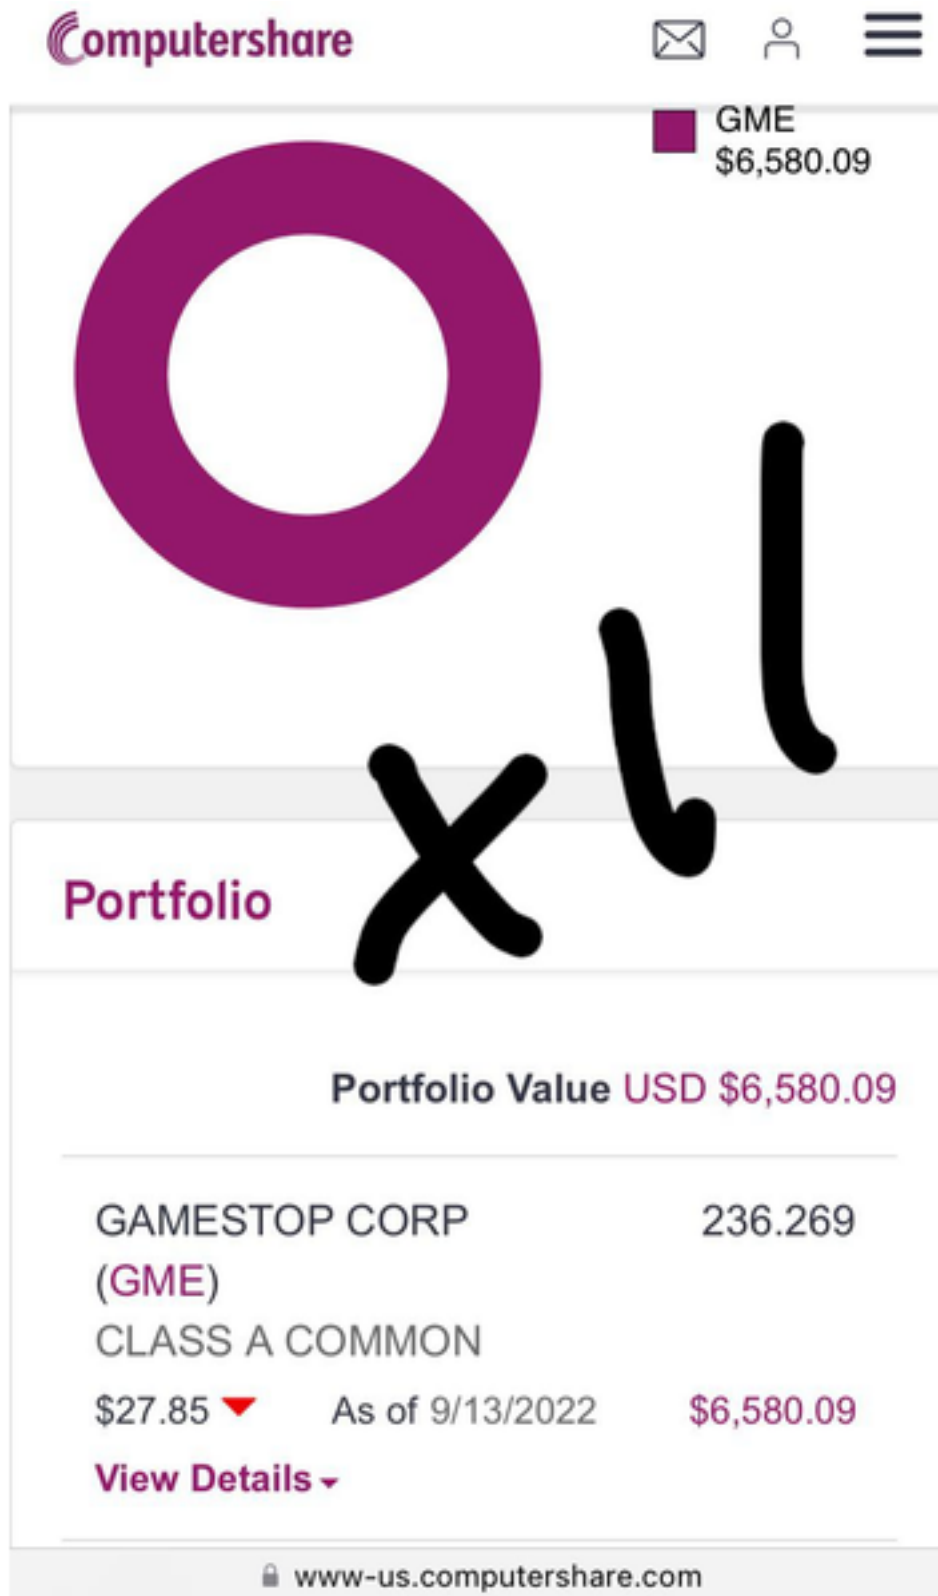 Computershare
GME
$6,580.09
xll
Portfolio
Portfolio Value USD $6,580.09
GAMESTOP CORP 236.269
(GME)
CLASS A COMMON
$27.85 As of 9/13/2022 $6,580.09
View Details
www-us.computershare.com